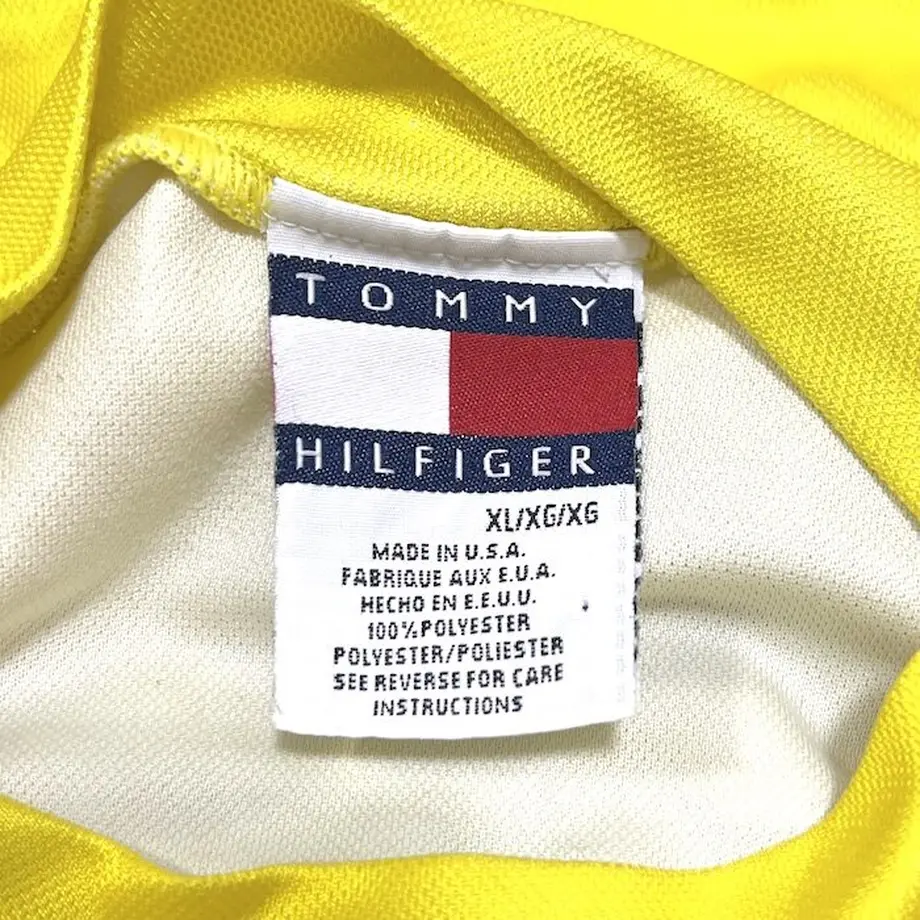 TOMMY
HILFIGER
XL/XG/XG
MADE IN U.S.A.
FABRIQUE AUX E.U.A.
HECHO EN E.E.U.U.
100% POLYESTER
POLYESTER/POLIESTER
SEE REVERSE FOR CARE
INSTRUCTIONS